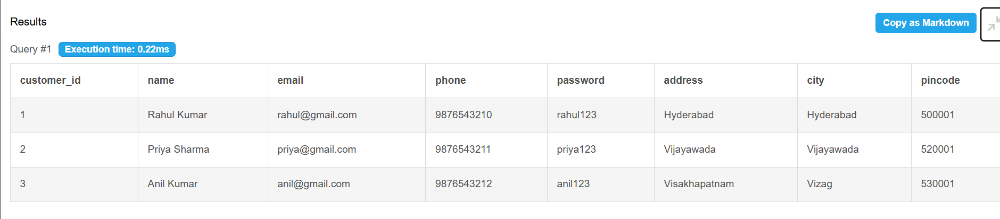 Results
Copy as Markdown
Query #1 Execution time: 0.22ms
customer_id name email phone password address city pincode
1 Rahul Kumar rahul@gmail.com 9876543210 rahul123 Hyderabad Hyderabad 500001
2 Priya Sharma priya@gmail.com 9876543211 priya123 Vijayawada Vijayawada 520001
3 Anil Kumar anil@gmail.com 9876543212 anil123 Visakhapatnam Vizag 530001